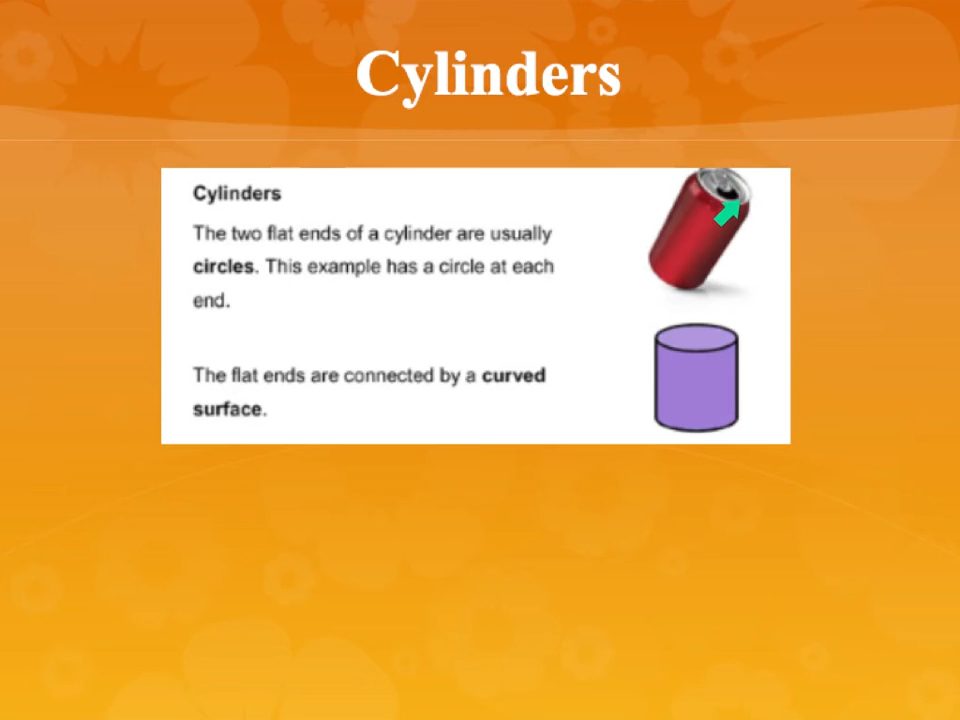 Cylinders
Cylinders
The two flat ends of a cylinder are usually
circles. This example has a circle at each
end.
The flat ends are connected by a curved
surface.